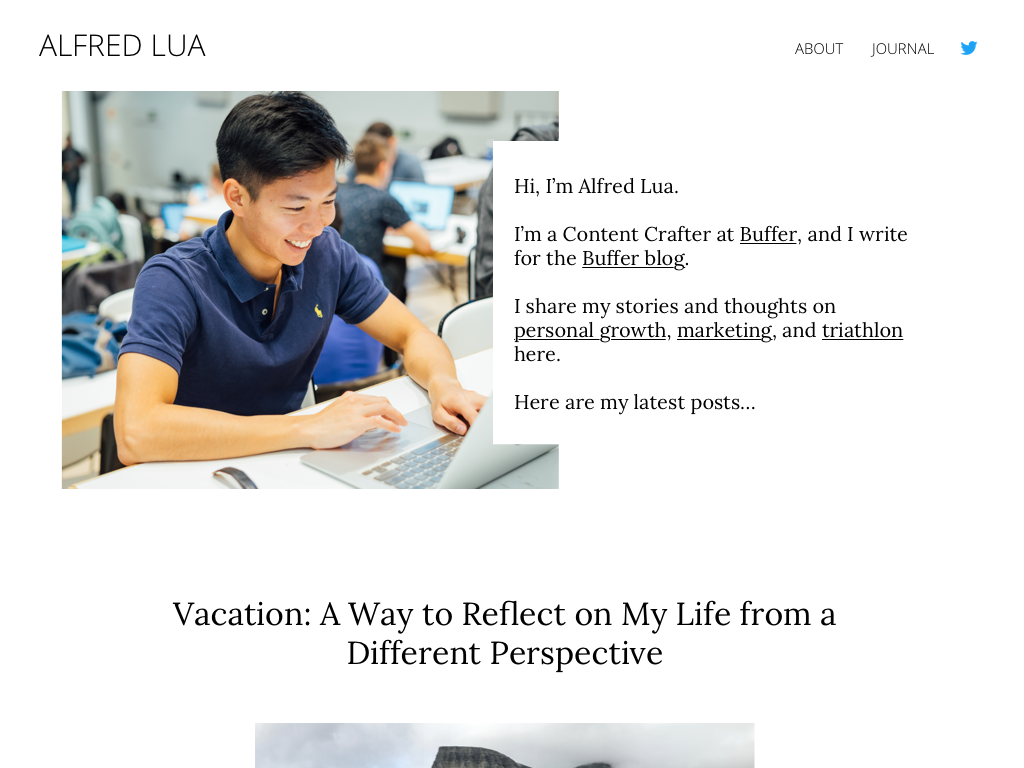 ALFRED LUA
ABOUT JOURNAL
Hi, I’m Alfred Lua.
I’m a Content Crafter at Buffer, and I write
for the Buffer blog.
I share my stories and thoughts on
personal growth, marketing, and triathlon
here.
Here are my latest posts…
Vacation: A Way to Reflect on My Life from a
Different Perspective